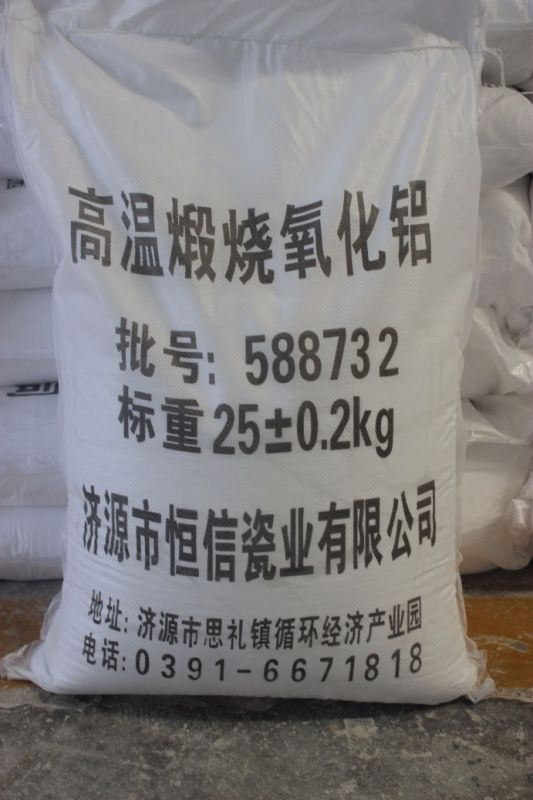 高温煅烧氧化铝
批号: 588732
标重25±0.2kg
济源市恒信瓷业有限公司
地址: 济源市思礼镇循环经济产业园
电话: 0391-6671818